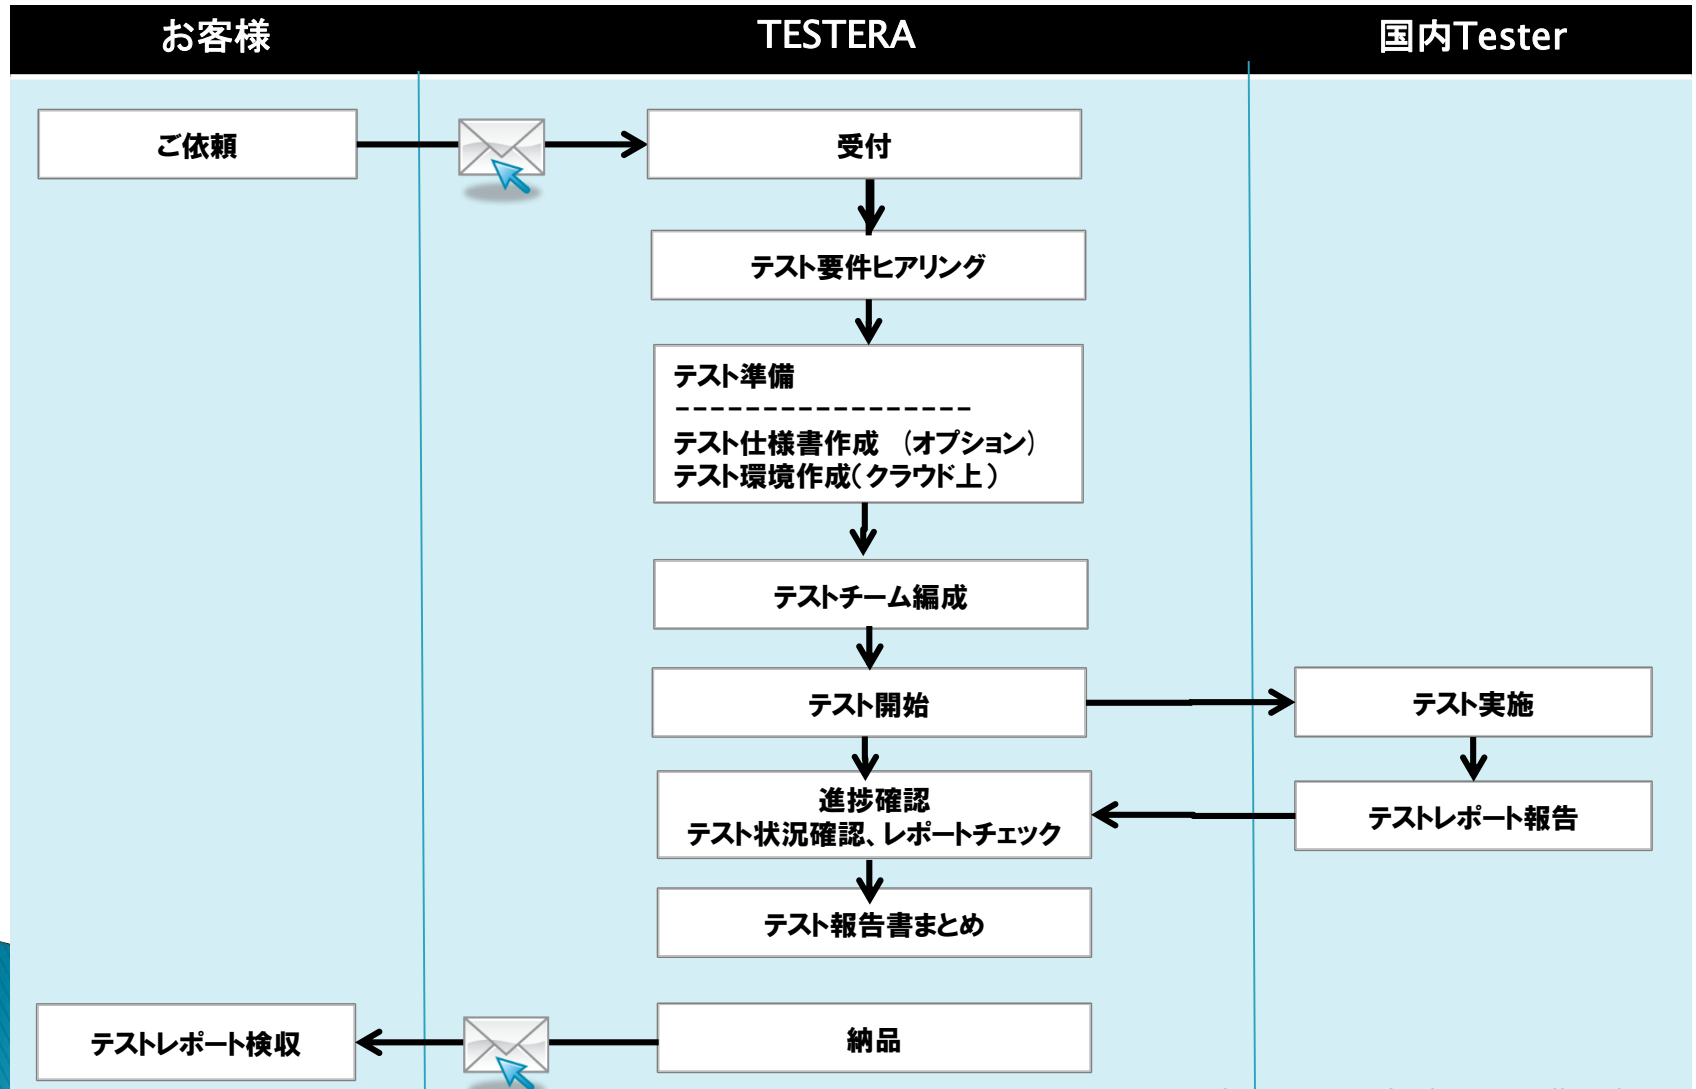 お客様
TESTERA
国内Tester
ご依頼
受付
テスト要件ヒアリング
テスト準備
-----------------
テスト仕様書作成　(オプション)
テスト環境作成(クラウド上)
テストチーム編成
テスト開始
テスト実施
進捗確認
テスト状況確認、レポートチェック
テストレポート報告
テスト報告書まとめ
テストレポート検収
納品